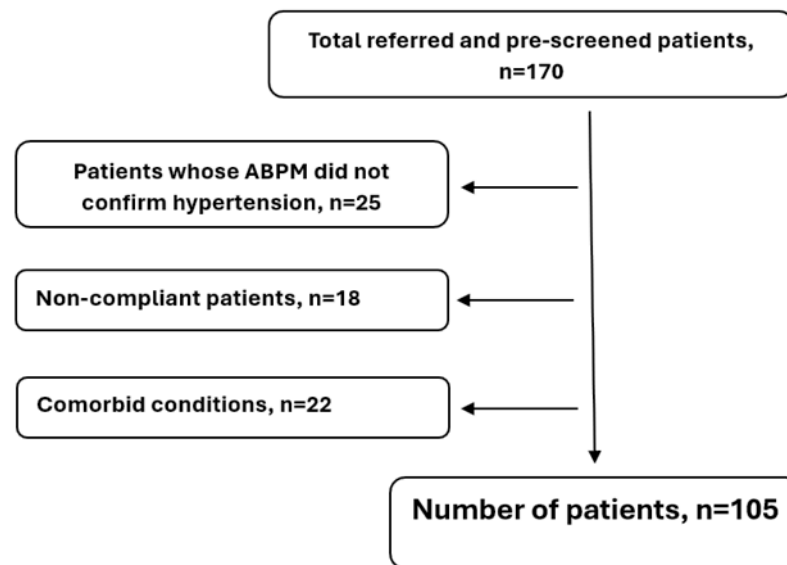 Total referred and pre-screened patients,
n=170
Patients whose ABPM did not
confirm hypertension, n=25
Non-compliant patients, n=18
Comorbid conditions, n=22
Number of patients, n=105